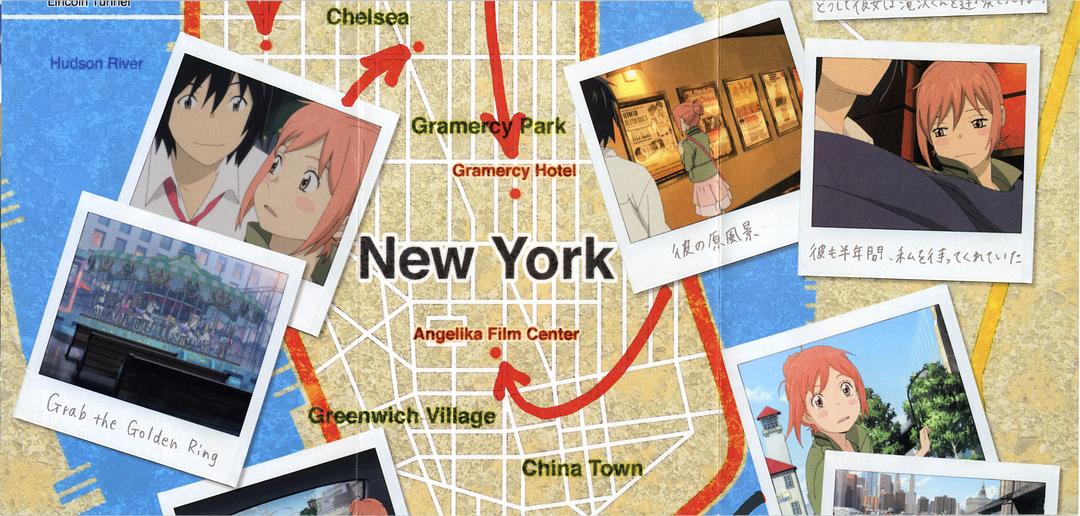 Lincoln Tunnel
Chelsea
Hudson River
Gramercy Park
Gramercy Hotel
New York
彼の原風景
彼も半年間、私を待ってくれていた
Angelika Film Center
Grab the Golden Ring
Greenwich Village
China Town